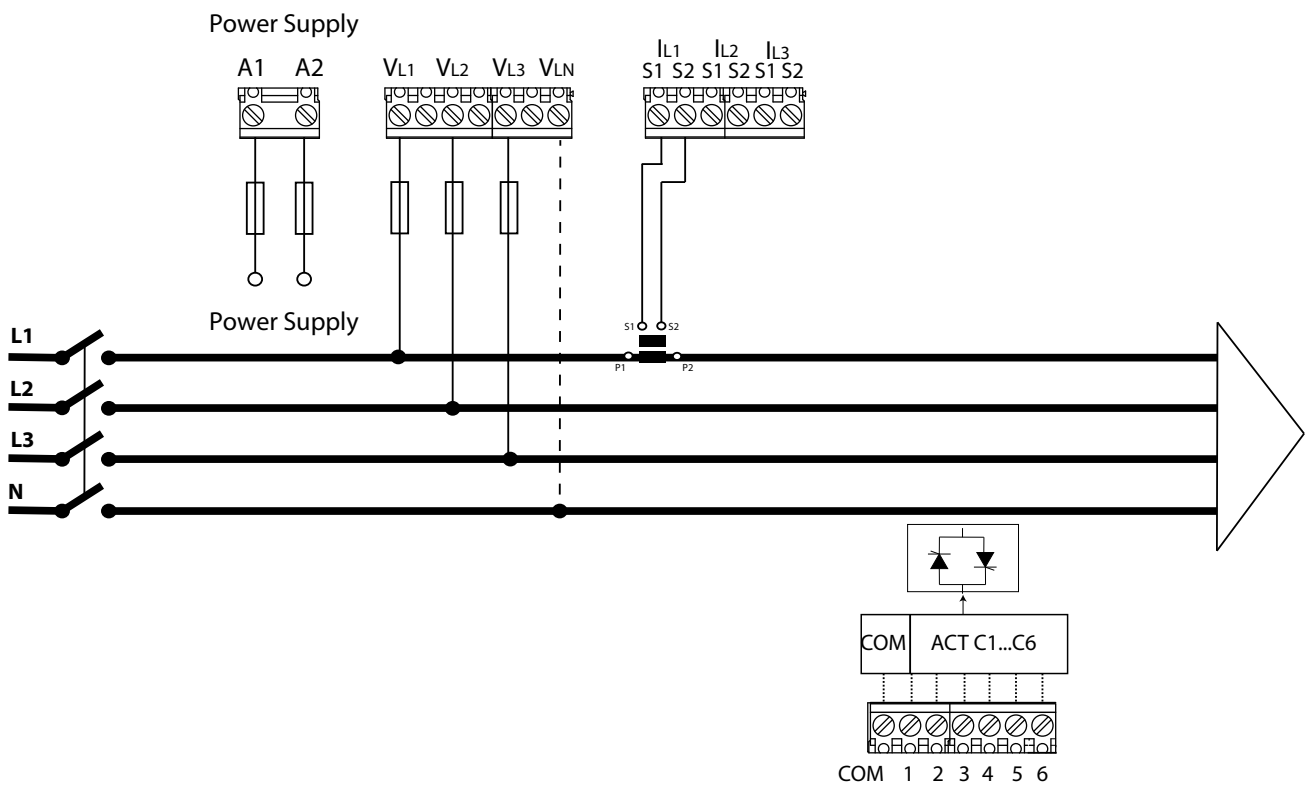 Power Supply
A1 A2
VL1 VL2 VL3 VLN
IL1 IL2 IL3
S1 S2 S1 S2 S1 S2
Power Supply
S1 S2
L1
P1 P2
L2
L3
N
COM ACT C1...C6
COM 1 2 3 4 5 6